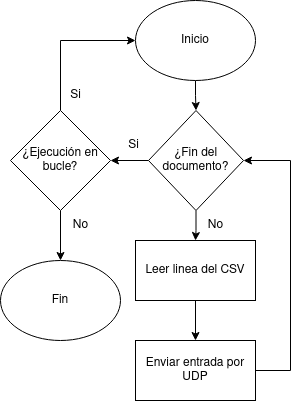 Inicio
Si
¿Ejecución en
bucle?
Si
¿Fin del
documento?
No
No
Leer linea del CSV
Fin
Enviar entrada por
UDP